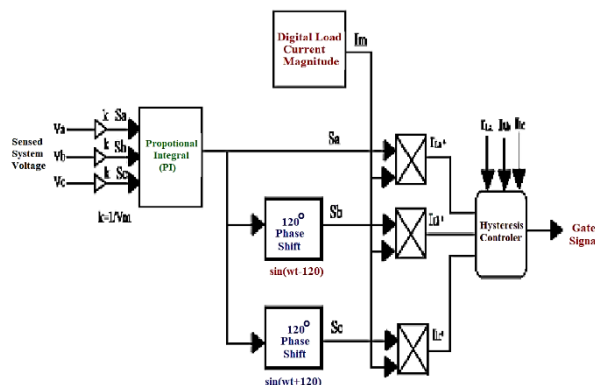 Digital Load
Current
Magnitude
Im
k Sa
Va
Sensed
System
Voltage
k Sb
Vb
k Sc
Vc
k=1/Vm
Propotional
Integral
(PI)
Sa
Sb
Sc
120° 
Phase
Shift
sin(wt-120)
120°
Phase
Shift
sin(wt+120)
Hysteresis
Controler
Gate
Signal